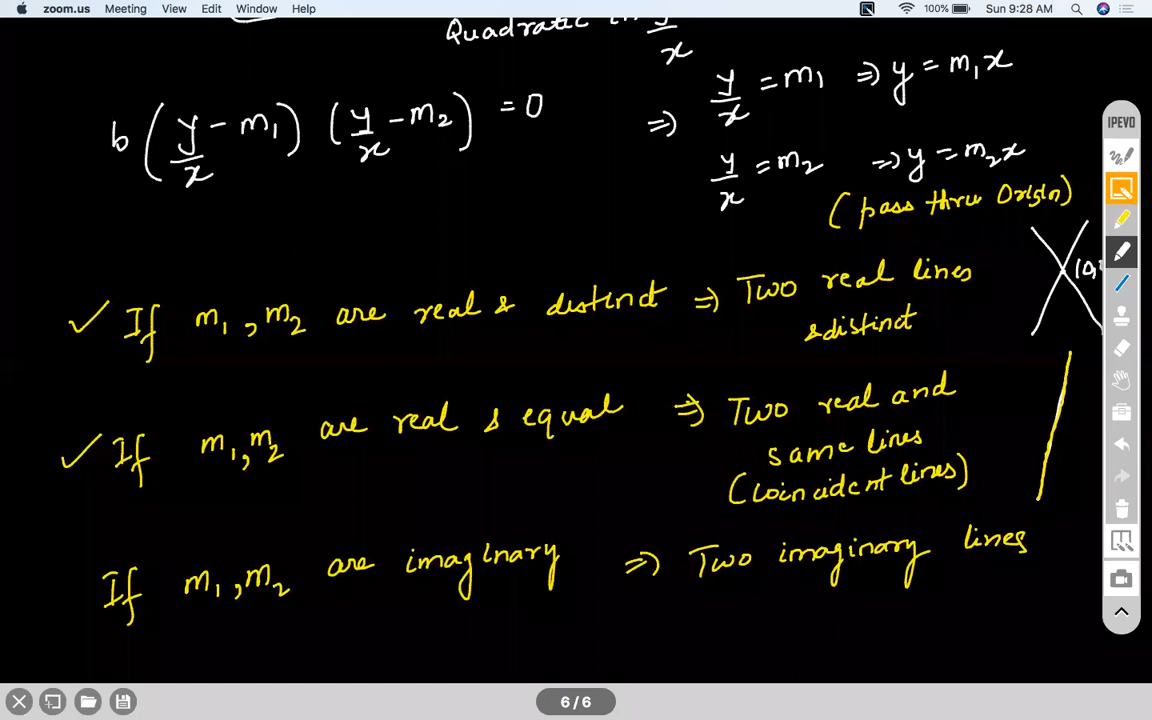 zoom.us Meeting View Edit Window Help 100% Sun 9:28 AM
Quadratic in y/x
b (y/x - m₁) (y/x - m₂) = 0 ⇒ y/x = m₁ ⇒ y = m₁x
y/x = m₂ ⇒ y = m₂x
(pass thru Origin)
IPEVO
✓ If m₁, m₂ are real & distinct ⇒ Two real lines
& distinct
✓ If m₁, m₂ are real & equal ⇒ Two real and
same lines
(Coincident lines)
If m₁, m₂ are imaginary ⇒ Two imaginary lines
6 / 6